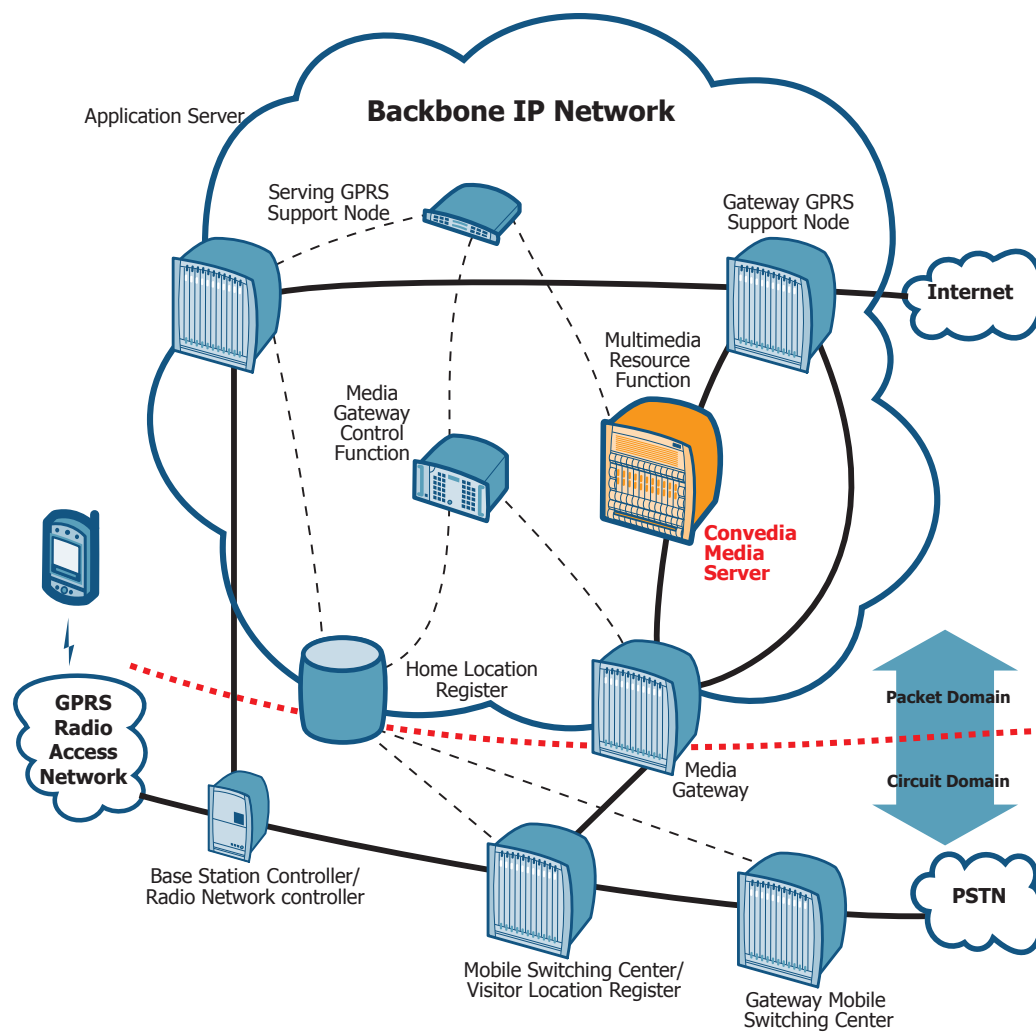 Backbone IP Network
Application Server
Serving GPRS
Support Node
Gateway GPRS
Support Node
Internet
Multimedia
Resource
Function
Media
Gateway
Control
Function
Convedia
Media
Server
Home Location
Register
GPRS
Radio
Access
Network
Packet Domain
Circuit Domain
Media
Gateway
Base Station Controller/
Radio Network controller
PSTN
Mobile Switching Center/
Visitor Location Register
Gateway Mobile
Switching Center